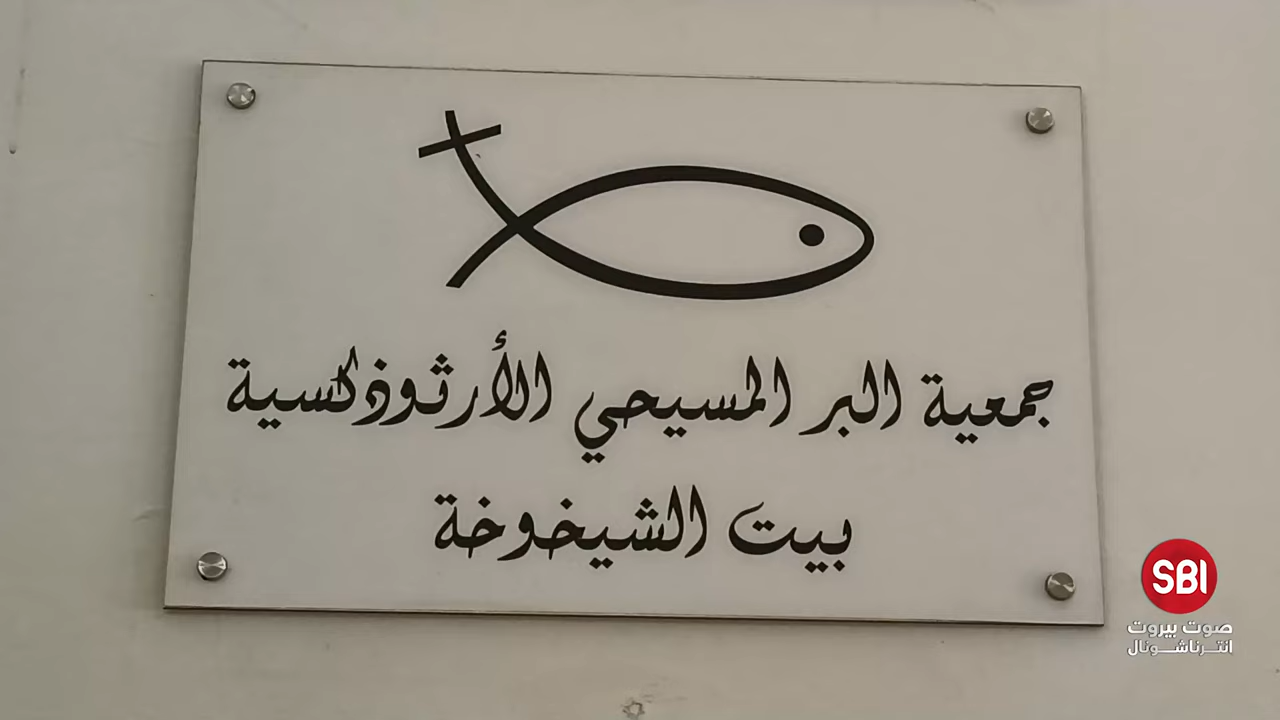 جمعية البر المسيحي الأرثوذكسية
بيت الشيخوخة
SBI
صوت بيروت
انترناشونال